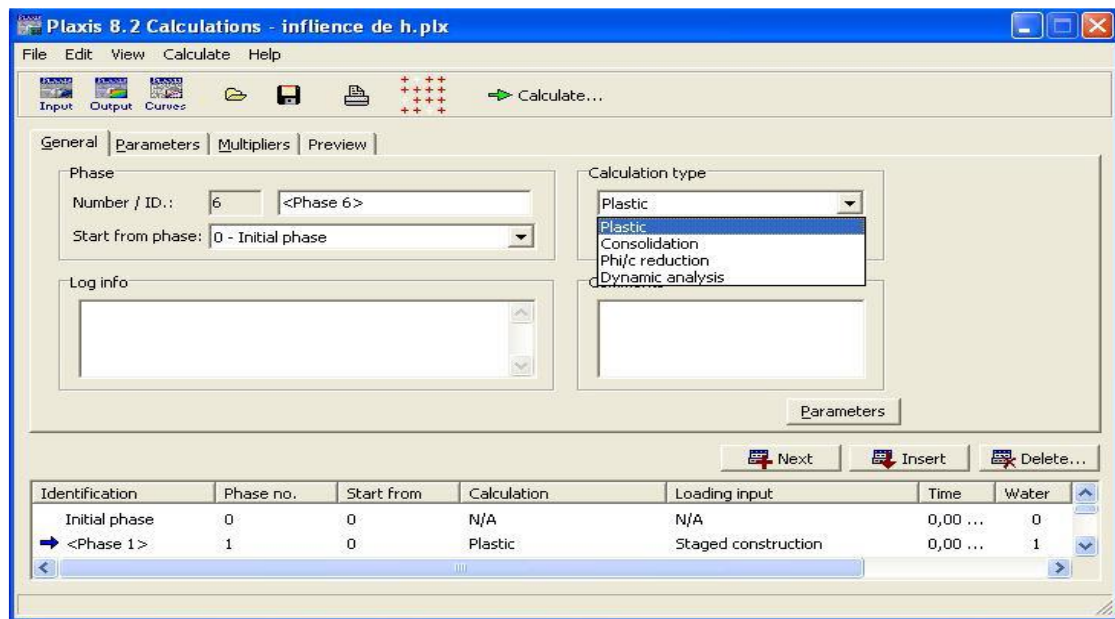 Plaxis 8.2 Calculations - inflience de h.plx
File Edit View Calculate Help
Input Output Curves Calculate...
General Parameters Multipliers Preview
Phase
Number / ID.: 6 <Phase 6>
Start from phase: 0 - Initial phase
Calculation type
Plastic
Plastic
Consolidation
Phi/c reduction
Dynamic analysis
Log info
Comments
Parameters
Next Insert Delete...
Identification Phase no. Start from Calculation Loading input Time Water
Initial phase 0 0 N/A N/A 0,00 ... 0
<Phase 1> 1 0 Plastic Staged construction 0,00 ... 1